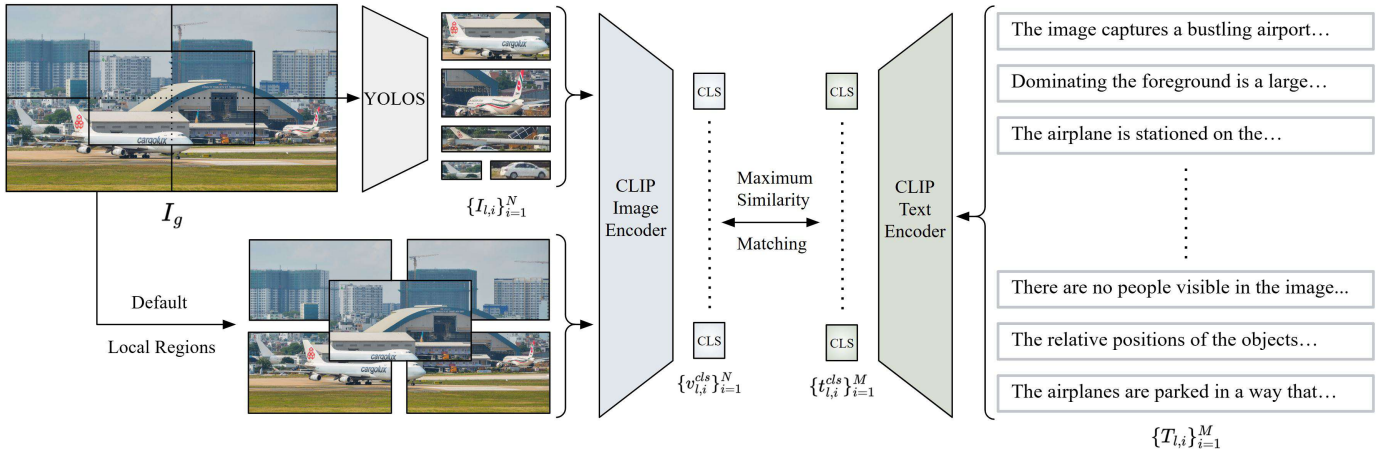 cargolux
YOLOS
cargolux
$I_g$
$\{I_{l,i}\}_{i=1}^{N}$
Default
Local Regions
cargolux
cargolux
CLIP
Image
Encoder
CLS
CLS
Maximum
Similarity
Matching
CLS
CLS
$\{v_{l,i}^{cls}\}_{i=1}^{N}$
$\{t_{l,i}^{cls}\}_{i=1}^{M}$
CLIP
Text
Encoder
The image captures a bustling airport…
Dominating the foreground is a large…
The airplane is stationed on the…
There are no people visible in the image...
The relative positions of the objects…
The airplanes are parked in a way that…
$\{T_{l,i}\}_{i=1}^{M}$